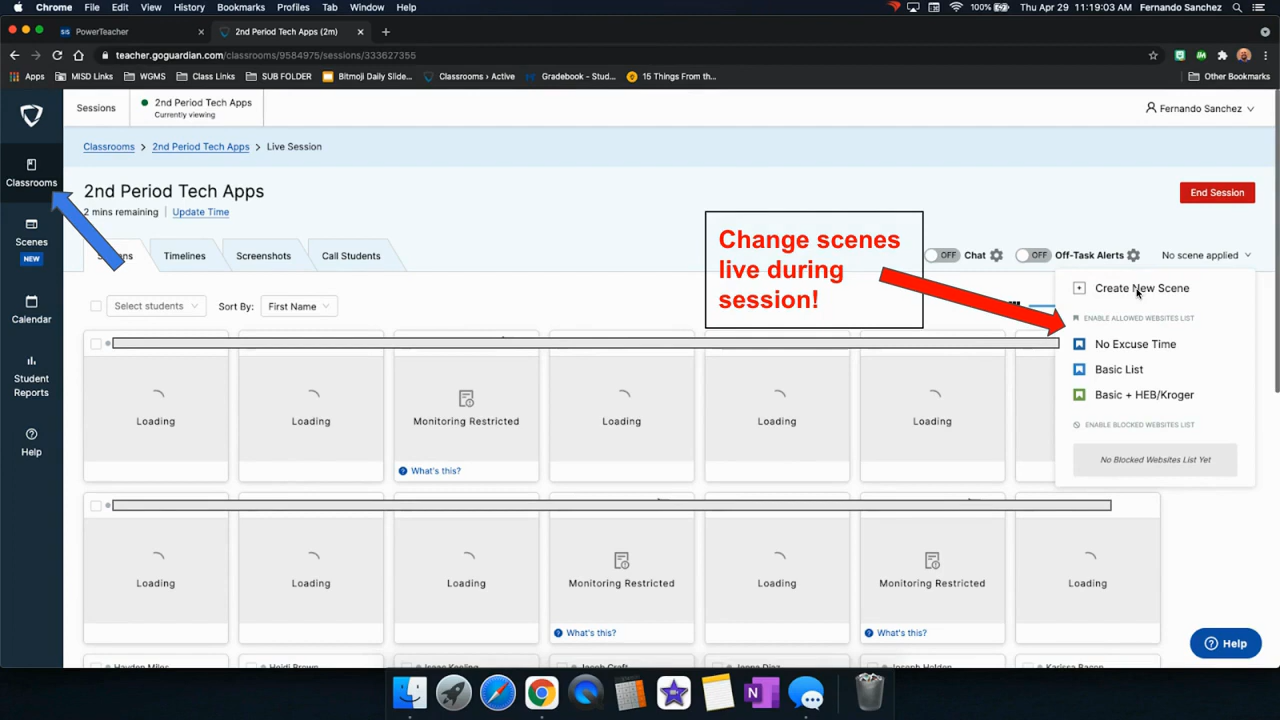 Chrome File Edit View History Bookmarks Profiles Tab Window Help 100% Thu Apr 29 11:19:03 AM Fernando Sanchez
PowerTeacher
2nd Period Tech Apps (2m)
teacher.goguardian.com/classrooms/9584975/sessions/333627355
Apps MISD Links WGMS Class Links SUB FOLDER Bitmoji Daily Slide... Classrooms › Active Gradebook - Stud... 15 Things From th... Other Bookmarks
Sessions
2nd Period Tech Apps
Currently viewing
Fernando Sanchez
Classrooms > 2nd Period Tech Apps > Live Session
Classrooms
Scenes
NEW
Calendar
Student
Reports
Help
2nd Period Tech Apps
2 mins remaining | Update Time
End Session
Timelines Screenshots Call Students
Change scenes
live during
session!
OFF Chat OFF Off-Task Alerts No scene applied
Select students Sort By: First Name
Create New Scene
ENABLE ALLOWED WEBSITES LIST
No Excuse Time
Basic List
Basic + HEB/Kroger
ENABLE BLOCKED WEBSITES LIST
No Blocked Websites List Yet
Loading Loading Monitoring Restricted Loading Loading Loading
What's this?
Loading Loading Loading Monitoring Restricted Loading Monitoring Restricted Loading
What's this? What's this?
Help